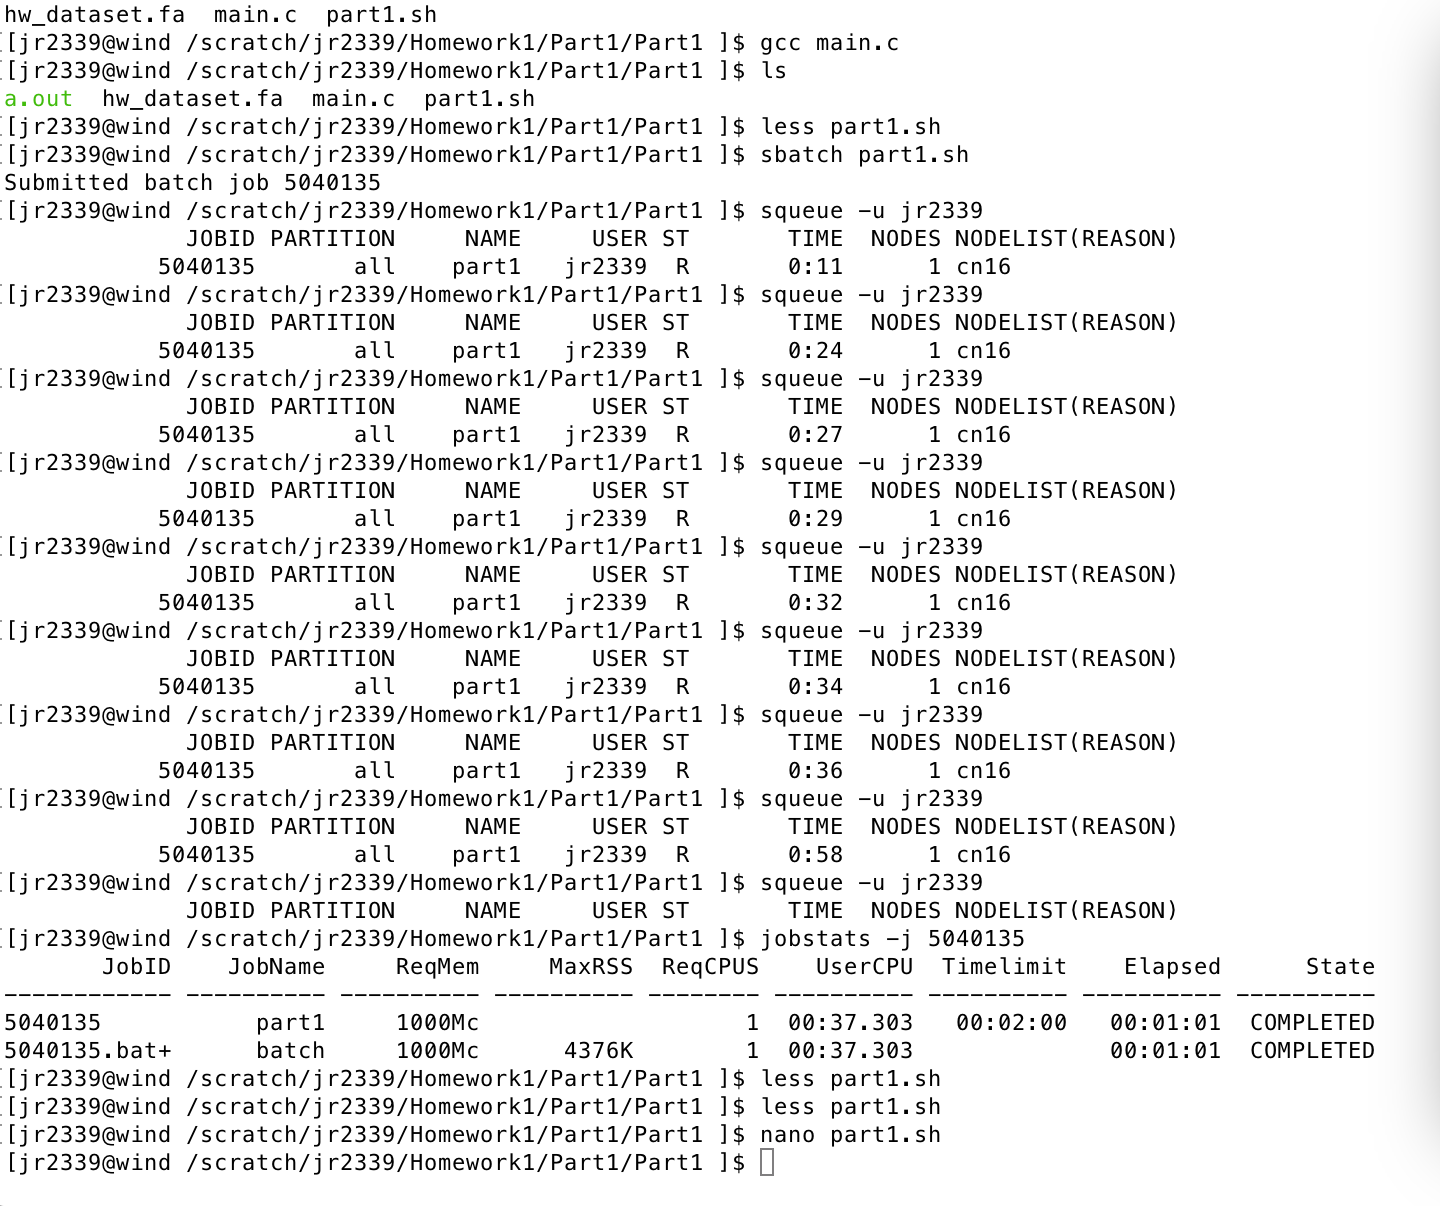 hw_dataset.fa  main.c  part1.sh
[[jr2339@wind /scratch/jr2339/Homework1/Part1/Part1 ]$ gcc main.c
[[jr2339@wind /scratch/jr2339/Homework1/Part1/Part1 ]$ ls
a.out  hw_dataset.fa  main.c  part1.sh
[[jr2339@wind /scratch/jr2339/Homework1/Part1/Part1 ]$ less part1.sh
[[jr2339@wind /scratch/jr2339/Homework1/Part1/Part1 ]$ sbatch part1.sh
Submitted batch job 5040135
[[jr2339@wind /scratch/jr2339/Homework1/Part1/Part1 ]$ squeue -u jr2339
             JOBID PARTITION     NAME     USER ST       TIME  NODES NODELIST(REASON)
           5040135       all    part1   jr2339  R       0:11      1 cn16
[[jr2339@wind /scratch/jr2339/Homework1/Part1/Part1 ]$ squeue -u jr2339
             JOBID PARTITION     NAME     USER ST       TIME  NODES NODELIST(REASON)
           5040135       all    part1   jr2339  R       0:24      1 cn16
[[jr2339@wind /scratch/jr2339/Homework1/Part1/Part1 ]$ squeue -u jr2339
             JOBID PARTITION     NAME     USER ST       TIME  NODES NODELIST(REASON)
           5040135       all    part1   jr2339  R       0:27      1 cn16
[[jr2339@wind /scratch/jr2339/Homework1/Part1/Part1 ]$ squeue -u jr2339
             JOBID PARTITION     NAME     USER ST       TIME  NODES NODELIST(REASON)
           5040135       all    part1   jr2339  R       0:29      1 cn16
[[jr2339@wind /scratch/jr2339/Homework1/Part1/Part1 ]$ squeue -u jr2339
             JOBID PARTITION     NAME     USER ST       TIME  NODES NODELIST(REASON)
           5040135       all    part1   jr2339  R       0:32      1 cn16
[[jr2339@wind /scratch/jr2339/Homework1/Part1/Part1 ]$ squeue -u jr2339
             JOBID PARTITION     NAME     USER ST       TIME  NODES NODELIST(REASON)
           5040135       all    part1   jr2339  R       0:34      1 cn16
[[jr2339@wind /scratch/jr2339/Homework1/Part1/Part1 ]$ squeue -u jr2339
             JOBID PARTITION     NAME     USER ST       TIME  NODES NODELIST(REASON)
           5040135       all    part1   jr2339  R       0:36      1 cn16
[[jr2339@wind /scratch/jr2339/Homework1/Part1/Part1 ]$ squeue -u jr2339
             JOBID PARTITION     NAME     USER ST       TIME  NODES NODELIST(REASON)
           5040135       all    part1   jr2339  R       0:58      1 cn16
[[jr2339@wind /scratch/jr2339/Homework1/Part1/Part1 ]$ squeue -u jr2339
             JOBID PARTITION     NAME     USER ST       TIME  NODES NODELIST(REASON)
[[jr2339@wind /scratch/jr2339/Homework1/Part1/Part1 ]$ jobstats -j 5040135
       JobID    JobName     ReqMem     MaxRSS  ReqCPUS    UserCPU  Timelimit    Elapsed      State
------------ ---------- ---------- ---------- -------- ---------- ---------- ---------- ----------
5040135           part1     1000Mc                   1  00:37.303   00:02:00   00:01:01  COMPLETED
5040135.bat+      batch     1000Mc      4376K        1  00:37.303              00:01:01  COMPLETED
[[jr2339@wind /scratch/jr2339/Homework1/Part1/Part1 ]$ less part1.sh
[[jr2339@wind /scratch/jr2339/Homework1/Part1/Part1 ]$ less part1.sh
[[jr2339@wind /scratch/jr2339/Homework1/Part1/Part1 ]$ nano part1.sh
[jr2339@wind /scratch/jr2339/Homework1/Part1/Part1 ]$